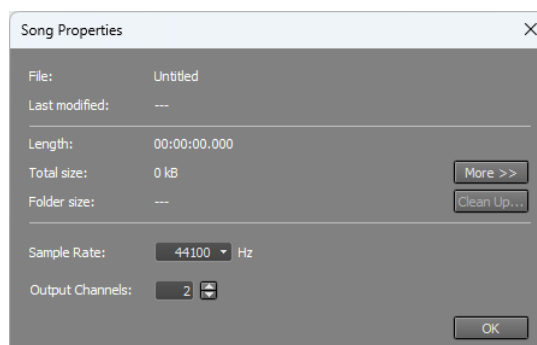 Song Properties
File: Untitled
Last modified: ---
Length: 00:00:00.000
Total size: 0 kB More >>
Folder size: --- Clean Up...
Sample Rate: 44100 Hz
Output Channels: 2
OK